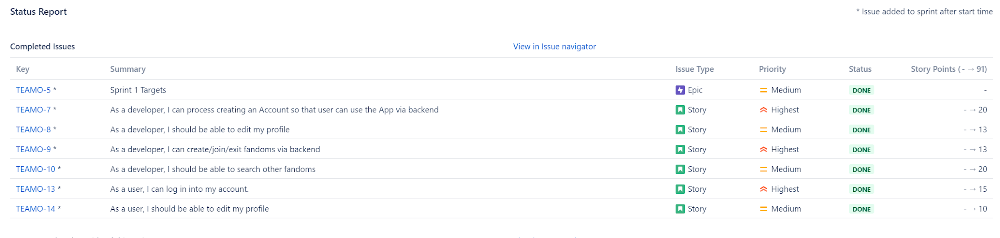 Status Report * Issue added to sprint after start time
Completed Issues View in Issue navigator
Key Summary Issue Type Priority Status Story Points (- → 91)
TEAMO-5 * Sprint 1 Targets Epic Medium DONE -
TEAMO-7 * As a developer, I can process creating an Account so that user can use the App via backend Story Highest DONE - → 20
TEAMO-8 * As a developer, I should be able to edit my profile Story Medium DONE - → 13
TEAMO-9 * As a developer, I can create/join/exit fandoms via backend Story Highest DONE - → 13
TEAMO-10 * As a developer, I should be able to search other fandoms Story Medium DONE - → 20
TEAMO-13 * As a user, I can log in into my account. Story Highest DONE - → 15
TEAMO-14 * As a user, I should be able to edit my profile Story Medium DONE - → 10